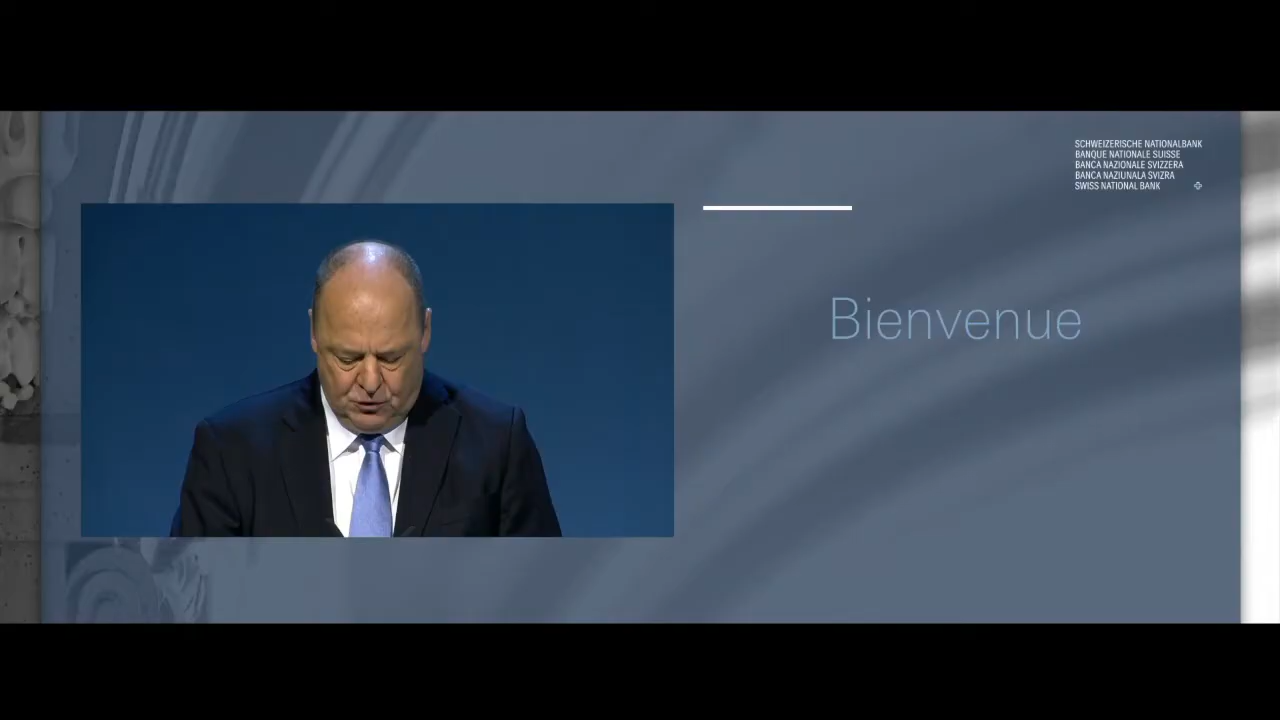 SCHWEIZERISCHE NATIONALBANK
BANQUE NATIONALE SUISSE
BANCA NAZIONALE SVIZZERA
BANCA NAZIUNALA SVIZRA
SWISS NATIONAL BANK
Bienvenue